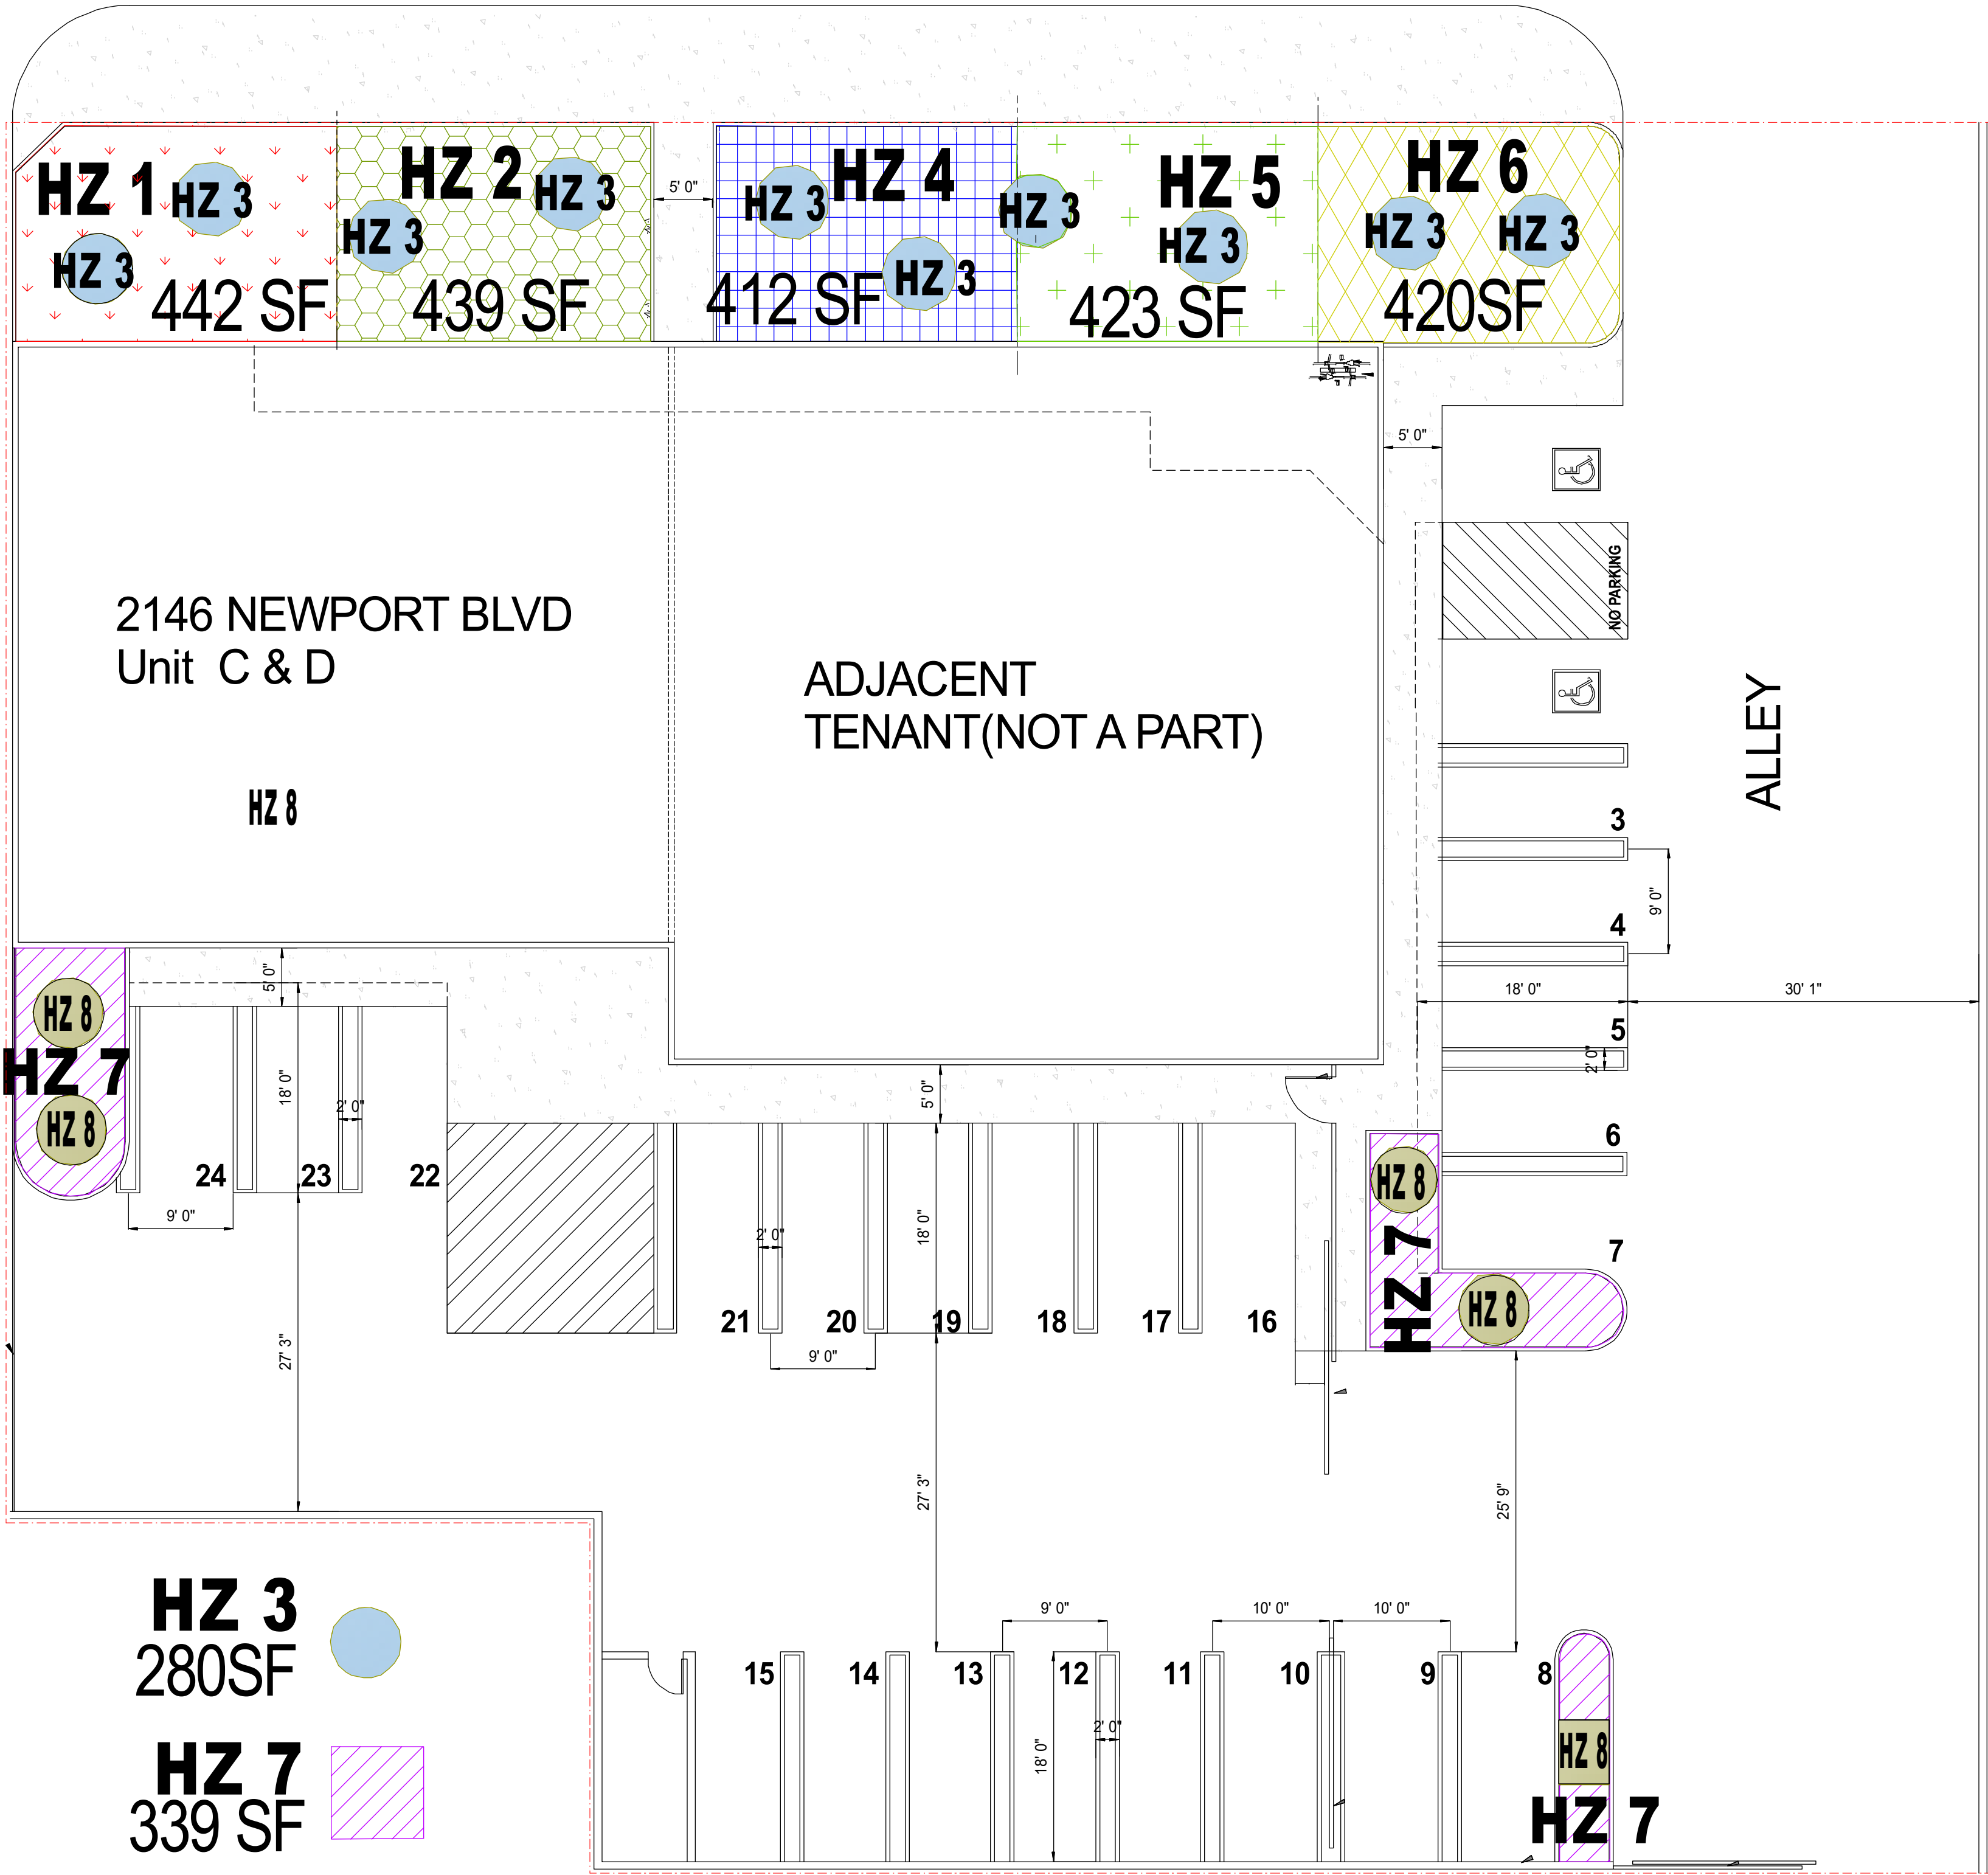 HZ 1
HZ 3
HZ 3
442 SF
HZ 2
HZ 3
HZ 3
439 SF
5' 0"
HZ 4
HZ 3
HZ 3
412 SF
HZ 3
HZ 5
HZ 3
423 SF
HZ 6
HZ 3
HZ 3
420SF
5' 0"
NO PARKING
2146 NEWPORT BLVD
Unit C & D
ADJACENT
TENANT(NOT A PART)
HZ 8
ALLEY
3
9' 0"
4
18' 0"
30' 1"
5
2' 0"
6
7
HZ 8
HZ 7
HZ 8
5' 0"
18' 0"
2' 0"
24
23
22
9' 0"
27' 3"
5' 0"
18' 0"
2' 0"
21
20
19
18
17
16
9' 0"
27' 3"
HZ 8
HZ 7
HZ 8
25' 9"
9' 0"
10' 0"
10' 0"
15
14
13
12
11
10
9
8
2' 0"
18' 0"
HZ 8
HZ 7
HZ 3
280SF
HZ 7
339 SF